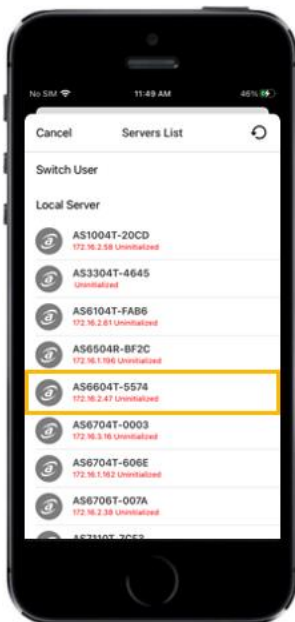 No SIM 11:49 AM 46%
Cancel Servers List
Switch User
Local Server
AS1004T-20CD
172.16.2.58 Uninitialized
AS3304T-4645
Uninitialized
AS6104T-FAB6
172.16.2.61 Uninitialized
AS6504R-BF2C
172.16.1.196 Uninitialized
AS6604T-5574
172.16.2.47 Uninitialized
AS6704T-0003
172.16.3.16 Uninitialized
AS6704T-606E
172.16.1.162 Uninitialized
AS6706T-007A
172.16.2.38 Uninitialized